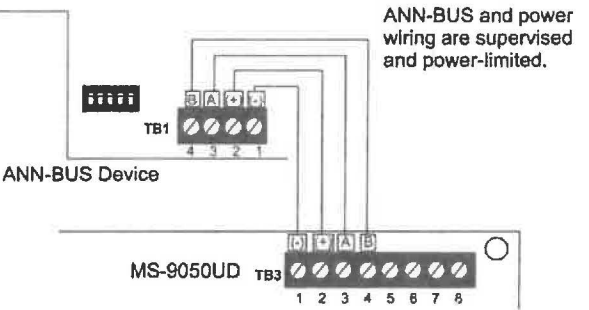 ANN-BUS and power
wiring are supervised
and power-limited.
B A (+) (-)
TB1
4 3 2 1
ANN-BUS Device
(-) (+) A B
MS-9050UD TB3
1 2 3 4 5 6 7 8